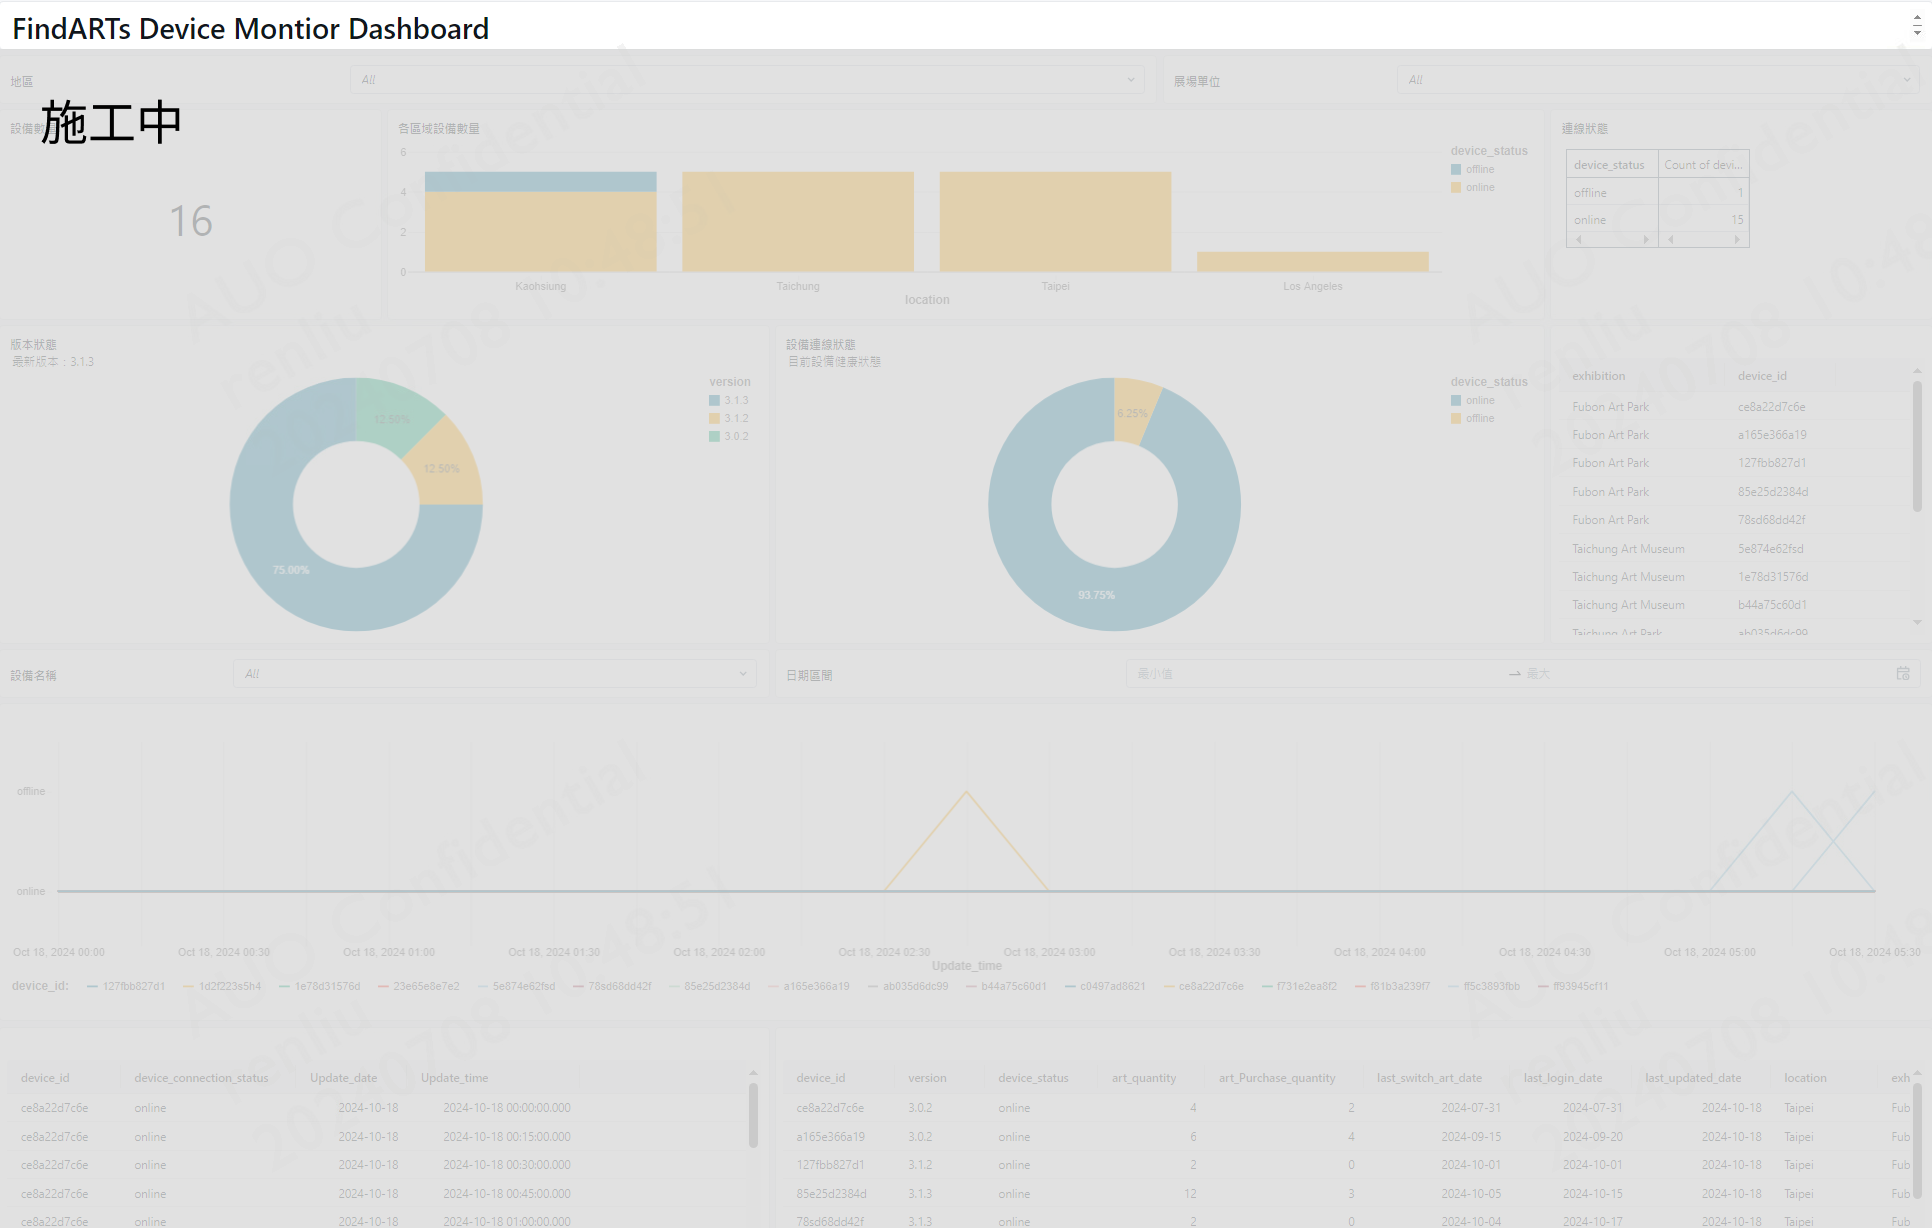 FindARTs Device Montior Dashboard
地區
All
展場單位
All
施工中
設備數
16
各區域設備數量
6
4
2
0
Kaohsiung
Taichung
Taipei
Los Angeles
location
device_status
offline
online
連線狀態
device_status Count of devi...
offline 1
online 15
版本狀態
最新版本：3.1.3
12.50%
12.50%
75.00%
version
3.1.3
3.1.2
3.0.2
設備連線狀態
目前設備健康狀態
6.25%
93.75%
device_status
online
offline
exhibition device_id
Fubon Art Park ce8a22d7c6e
Fubon Art Park a165e366a19
Fubon Art Park 127fbb827d1
Fubon Art Park 85e25d2384d
Fubon Art Park 78sd68dd42f
Taichung Art Museum 5e874e62fsd
Taichung Art Museum 1e78d31576d
Taichung Art Museum b44a75c60d1
Taichung Art Park ab035d6dc99
設備名稱
All
日期區間
最小值
最大
offline
online
Oct 18, 2024 00:00 Oct 18, 2024 00:30 Oct 18, 2024 01:00 Oct 18, 2024 01:30 Oct 18, 2024 02:00 Oct 18, 2024 02:30 Oct 18, 2024 03:00 Oct 18, 2024 03:30 Oct 18, 2024 04:00 Oct 18, 2024 04:30 Oct 18, 2024 05:00 Oct 18, 2024 05:30
Update_time
device_id: 127fbb827d1 1d2f223s5h4 1e78d31576d 23e65e8e7e2 5e874e62fsd 78sd68dd42f 85e25d2384d a165e366a19 ab035d6dc99 b44a75c60d1 c0497ad8621 ce8a22d7c6e f731e2ea8f2 f81b3a239f7 ff5c3893fbb ff93945cf11
device_id device_connection_status Update_date Update_time
ce8a22d7c6e online 2024-10-18 2024-10-18 00:00:00.000
ce8a22d7c6e online 2024-10-18 2024-10-18 00:15:00.000
ce8a22d7c6e online 2024-10-18 2024-10-18 00:30:00.000
ce8a22d7c6e online 2024-10-18 2024-10-18 00:45:00.000
ce8a22d7c6e online 2024-10-18 2024-10-18 01:00:00.000
device_id version device_status art_quantity art_Purchase_quantity last_switch_art_date last_login_date last_updated_date location exh
ce8a22d7c6e 3.0.2 online 4 2 2024-07-31 2024-07-31 2024-10-18 Taipei Fub
a165e366a19 3.0.2 online 6 4 2024-09-15 2024-09-20 2024-10-18 Taipei Fub
127fbb827d1 3.1.2 online 2 0 2024-10-01 2024-10-01 2024-10-18 Taipei Fub
85e25d2384d 3.1.3 online 12 3 2024-10-05 2024-10-15 2024-10-18 Taipei Fub
78sd68dd42f 3.1.3 online 2 0 2024-10-04 2024-10-17 2024-10-18 Taipei Fub
AUO Confidential
renliu
20240708 10:48:51